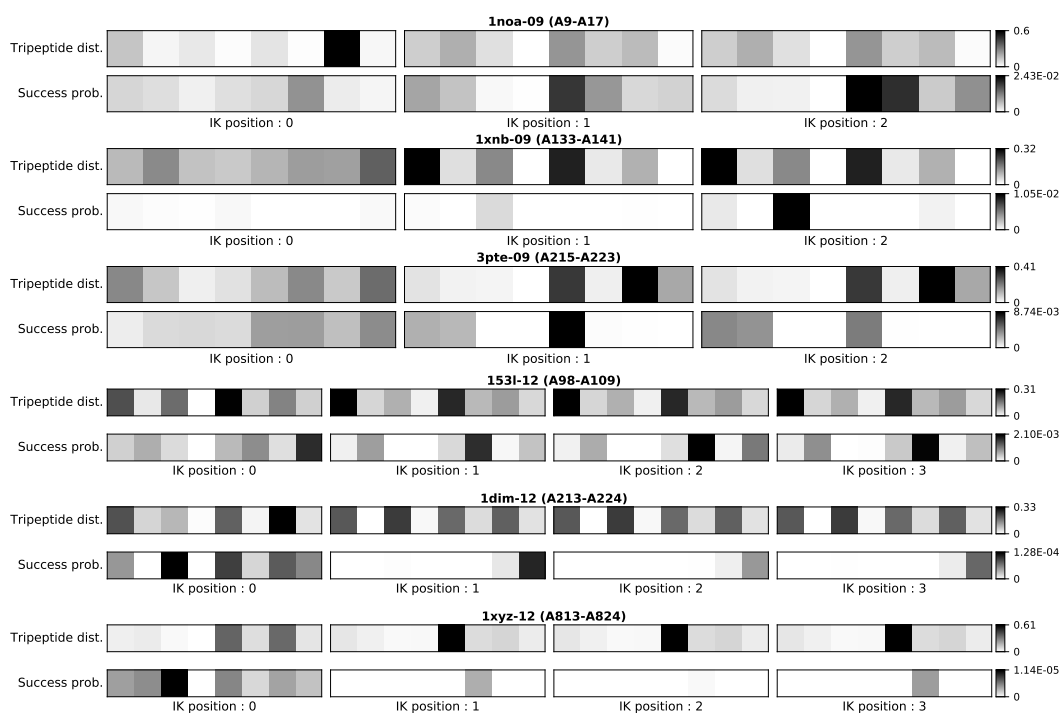 1noa-09 (A9-A17)
Tripeptide dist.
0.6
0
Success prob.
2.43E-02
0
IK position : 0
IK position : 1
IK position : 2
1xnb-09 (A133-A141)
Tripeptide dist.
0.32
0
Success prob.
1.05E-02
0
IK position : 0
IK position : 1
IK position : 2
3pte-09 (A215-A223)
Tripeptide dist.
0.41
0
Success prob.
8.74E-03
0
IK position : 0
IK position : 1
IK position : 2
153l-12 (A98-A109)
Tripeptide dist.
0.31
0
Success prob.
2.10E-03
0
IK position : 0
IK position : 1
IK position : 2
IK position : 3
1dim-12 (A213-A224)
Tripeptide dist.
0.33
0
Success prob.
1.28E-04
0
IK position : 0
IK position : 1
IK position : 2
IK position : 3
1xyz-12 (A813-A824)
Tripeptide dist.
0.61
0
Success prob.
1.14E-05
0
IK position : 0
IK position : 1
IK position : 2
IK position : 3